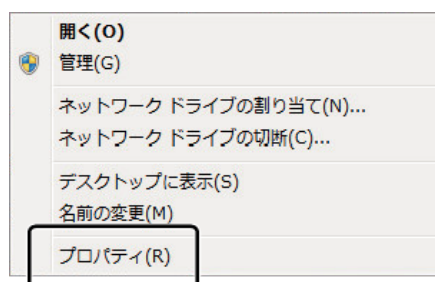 開く(O)
管理(G)
ネットワーク ドライブの割り当て(N)...
ネットワーク ドライブの切断(C)...
デスクトップに表示(S)
名前の変更(M)
プロパティ(R)